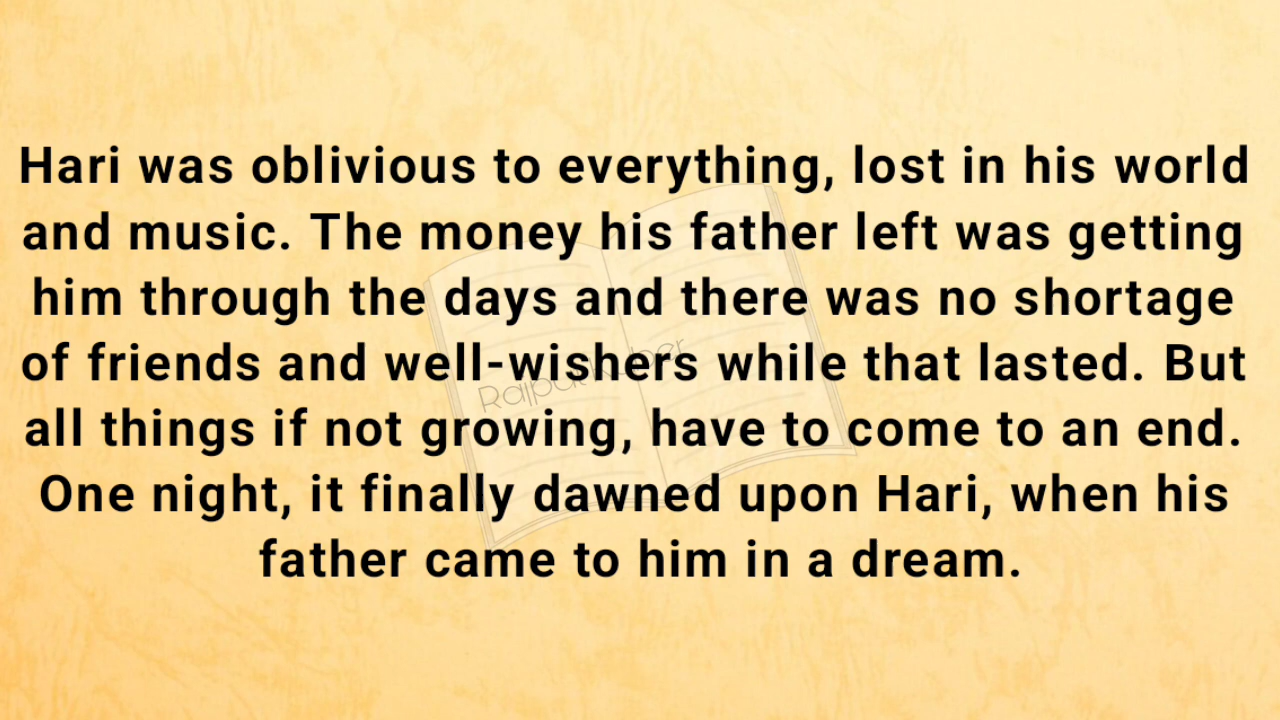 Hari was oblivious to everything, lost in his world
and music. The money his father left was getting
him through the days and there was no shortage
of friends and well-wishers while that lasted. But
all things if not growing, have to come to an end.
One night, it finally dawned upon Hari, when his
father came to him in a dream.